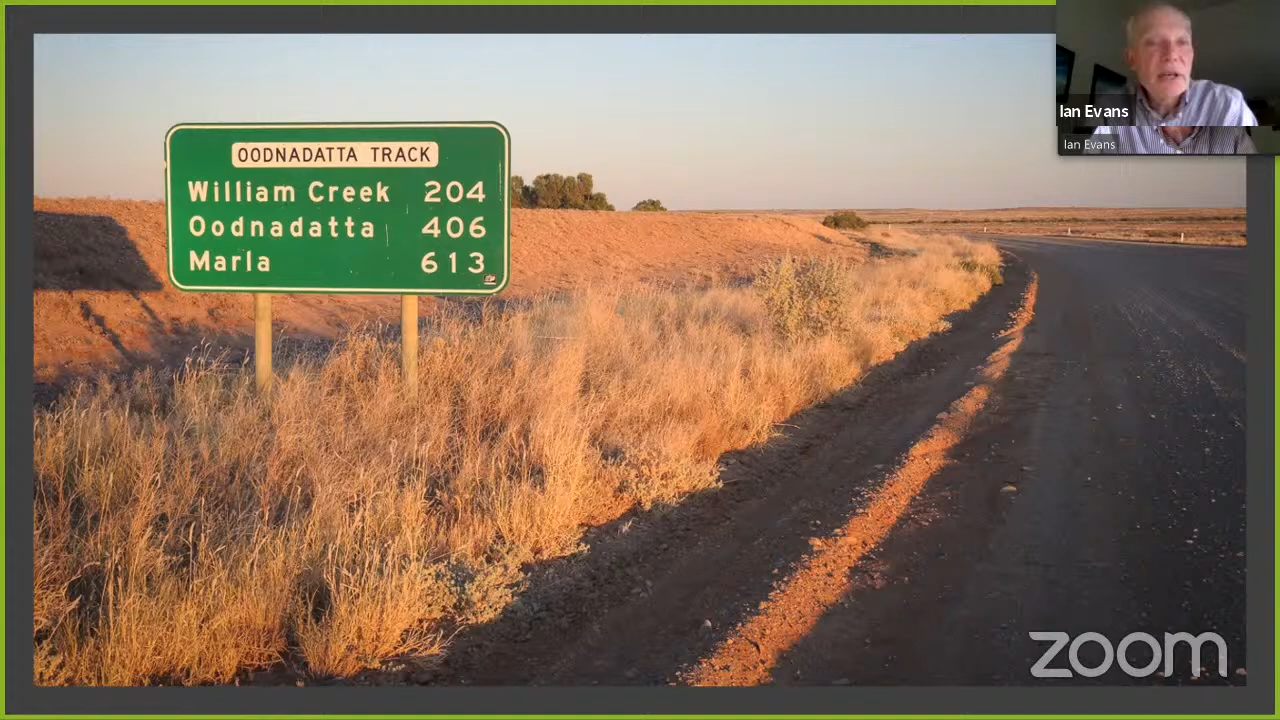 OODNADATTA TRACK
William Creek 204
Oodnadatta 406
Marla 613
Ian Evans
Ian Evans
zoom